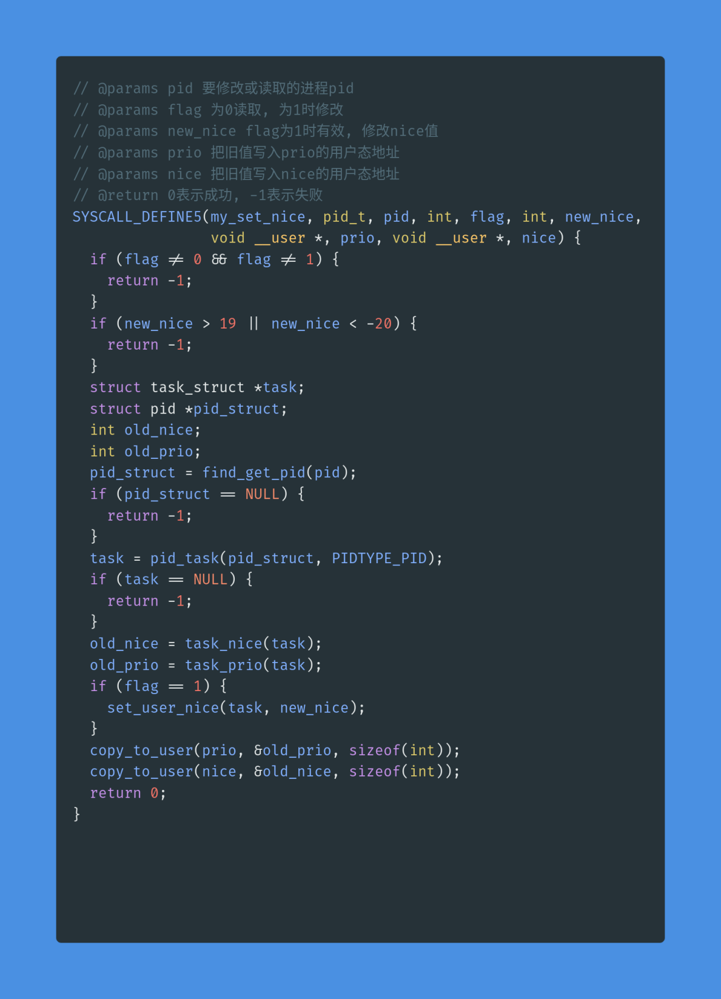 // @params pid 要修改或读取的进程pid
// @params flag 为0读取, 为1时修改
// @params new_nice flag为1时有效, 修改nice值
// @params prio 把旧值写入prio的用户态地址
// @params nice 把旧值写入nice的用户态地址
// @return 0表示成功, -1表示失败
SYSCALL_DEFINE5(my_set_nice, pid_t, pid, int, flag, int, new_nice,
                void __user *, prio, void __user *, nice) {
  if (flag != 0 && flag != 1) {
    return -1;
  }
  if (new_nice > 19 || new_nice < -20) {
    return -1;
  }
  struct task_struct *task;
  struct pid *pid_struct;
  int old_nice;
  int old_prio;
  pid_struct = find_get_pid(pid);
  if (pid_struct == NULL) {
    return -1;
  }
  task = pid_task(pid_struct, PIDTYPE_PID);
  if (task == NULL) {
    return -1;
  }
  old_nice = task_nice(task);
  old_prio = task_prio(task);
  if (flag == 1) {
    set_user_nice(task, new_nice);
  }
  copy_to_user(prio, &old_prio, sizeof(int));
  copy_to_user(nice, &old_nice, sizeof(int));
  return 0;
}